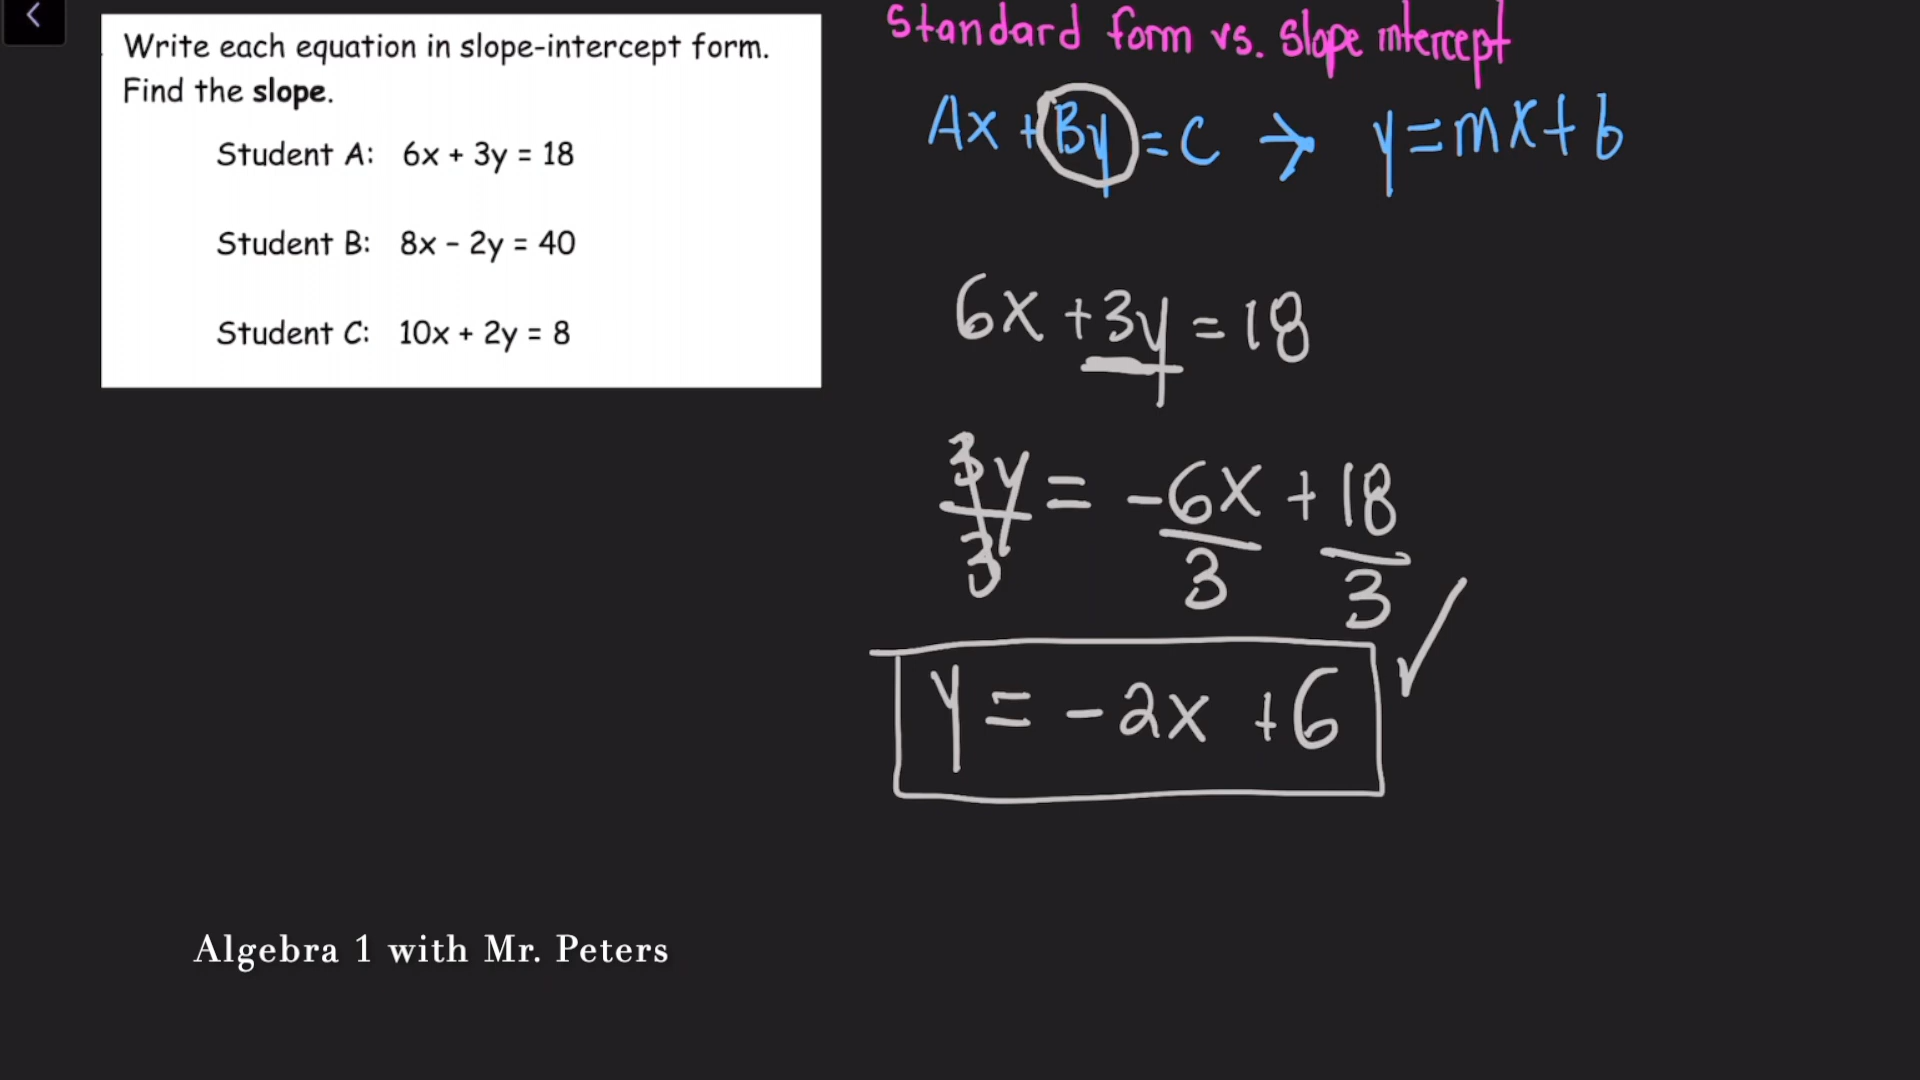 Write each equation in slope-intercept form.
Find the slope.
Student A: 6x + 3y = 18
Student B: 8x - 2y = 40
Student C: 10x + 2y = 8
Standard form vs. Slope intercept
Ax + By = C → y = mx + b
6x + 3y = 18
3y = -6x + 18
3 3 3
y = -2x + 6
Algebra 1 with Mr. Peters